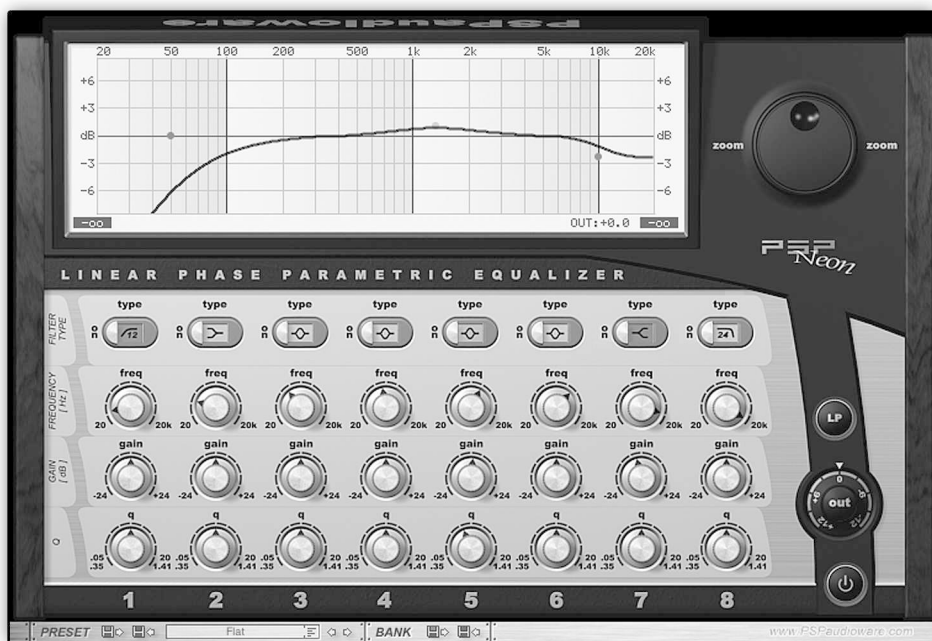 PSPaudioware
20 50 100 200 500 1k 2k 5k 10k 20k
+6 +6
+3 +3
dB dB
-3 -3
-6 -6
-oo OUT:+0.0 -oo
zoom zoom
PSP
Neon
LINEAR PHASE PARAMETRIC EQUALIZER
FILTER TYPE
type type type type type type type type
on on on on on on on on
12 24
FREQUENCY [Hz]
freq freq freq freq freq freq freq freq
20 20k 20 20k 20 20k 20 20k 20 20k 20 20k 20 20k 20 20k
LP
GAIN [dB]
gain gain gain gain gain gain gain gain
-24 +24 -24 +24 -24 +24 -24 +24 -24 +24 -24 +24 -24 +24 -24 +24
0
+6 -6
out
+12 -12
Q
q q q q q q q q
.05 20 .05 20 .05 20 .05 20 .05 20 .05 20 .05 20 .05 20
.35 1.41 .35 1.41 .35 1.41 .35 1.41 .35 1.41 .35 1.41 .35 1.41 .35 1.41
1 2 3 4 5 6 7 8
PRESET Flat BANK www.PSPaudioware.com